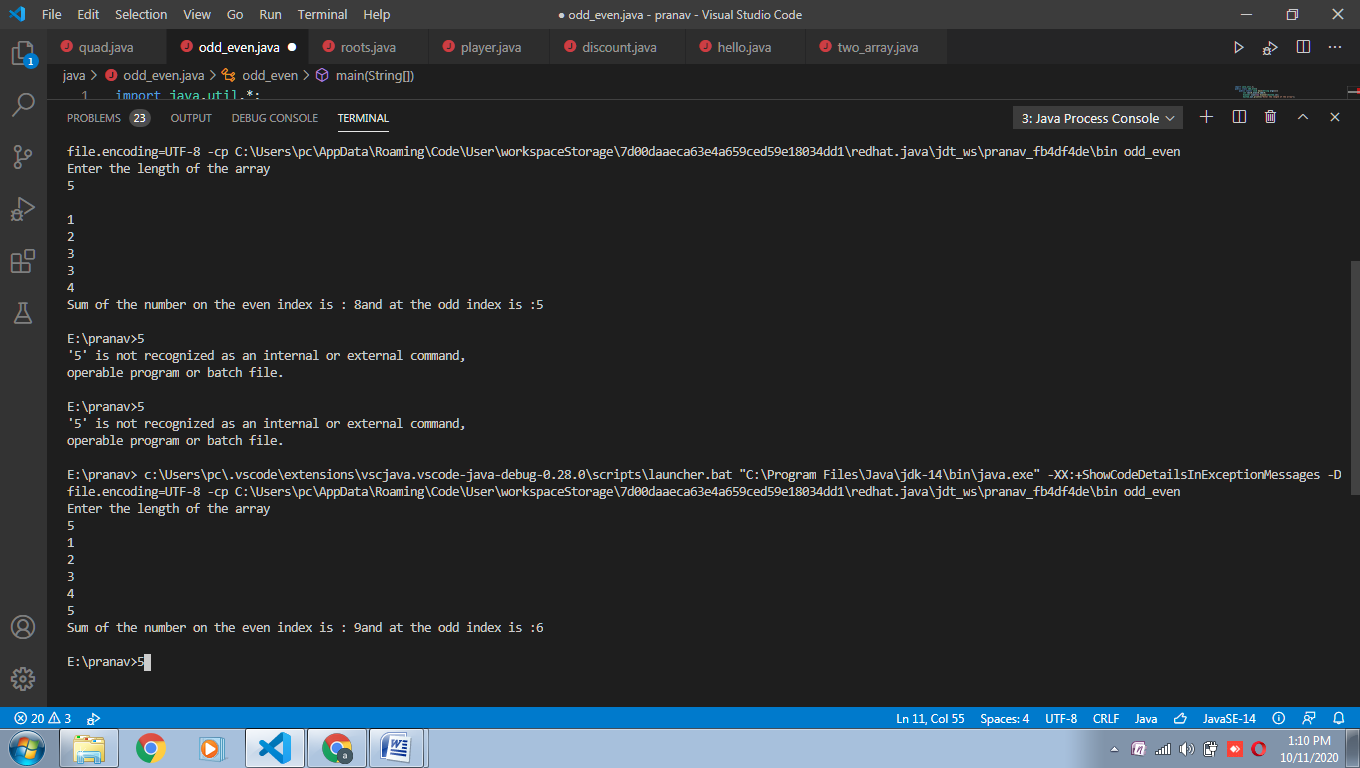 File Edit Selection View Go Run Terminal Help
● odd_even.java - pranav - Visual Studio Code
quad.java odd_even.java ● roots.java player.java discount.java hello.java two_array.java
java > odd_even.java > odd_even > main(String[])
1 import java.util.*;
1
PROBLEMS 23 OUTPUT DEBUG CONSOLE TERMINAL 3: Java Process Console
file.encoding=UTF-8 -cp C:\Users\pc\AppData\Roaming\Code\User\workspaceStorage\7d00daaeca63e4a659ced59e18034dd1\redhat.java\jdt_ws\pranav_fb4df4de\bin odd_even
Enter the length of the array
5
1
2
3
3
4
Sum of the number on the even index is : 8and at the odd index is :5
E:\pranav>5
'5' is not recognized as an internal or external command,
operable program or batch file.
E:\pranav>5
'5' is not recognized as an internal or external command,
operable program or batch file.
E:\pranav> c:\Users\pc\.vscode\extensions\vscjava.vscode-java-debug-0.28.0\scripts\launcher.bat "C:\Program Files\Java\jdk-14\bin\java.exe" -XX:+ShowCodeDetailsInExceptionMessages -D
file.encoding=UTF-8 -cp C:\Users\pc\AppData\Roaming\Code\User\workspaceStorage\7d00daaeca63e4a659ced59e18034dd1\redhat.java\jdt_ws\pranav_fb4df4de\bin odd_even
Enter the length of the array
5
1
2
3
4
5
Sum of the number on the even index is : 9and at the odd index is :6
E:\pranav>5
20 3 Ln 11, Col 55 Spaces: 4 UTF-8 CRLF Java JavaSE-14
1:10 PM
10/11/2020